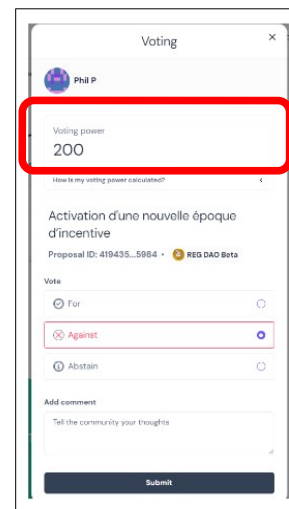 Voting
Phil P
Voting power
200
How is my voting power calculated?
Activation d'une nouvelle époque
d'incentive
Proposal ID: 419435...5984 • REG DAO Beta
Vote
For
Against
Abstain
Add comment
Tell the community your thoughts
Submit